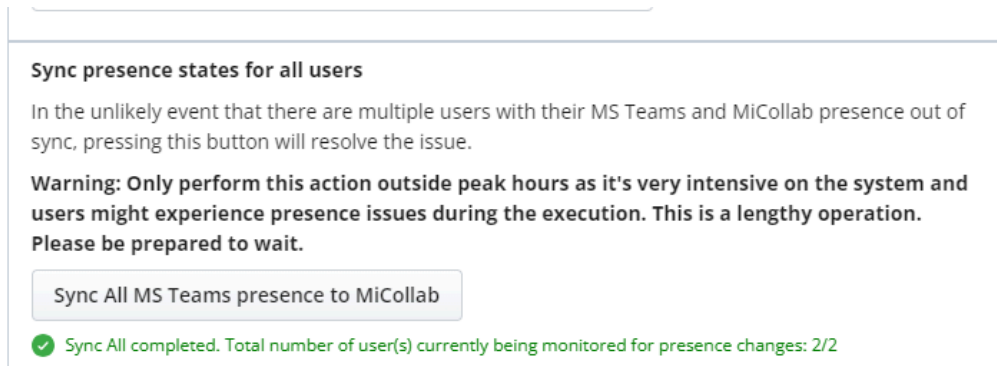 Sync presence states for all users
In the unlikely event that there are multiple users with their MS Teams and MiCollab presence out of
sync, pressing this button will resolve the issue.
Warning: Only perform this action outside peak hours as it's very intensive on the system and
users might experience presence issues during the execution. This is a lengthy operation.
Please be prepared to wait.
Sync All MS Teams presence to MiCollab
Sync All completed. Total number of user(s) currently being monitored for presence changes: 2/2